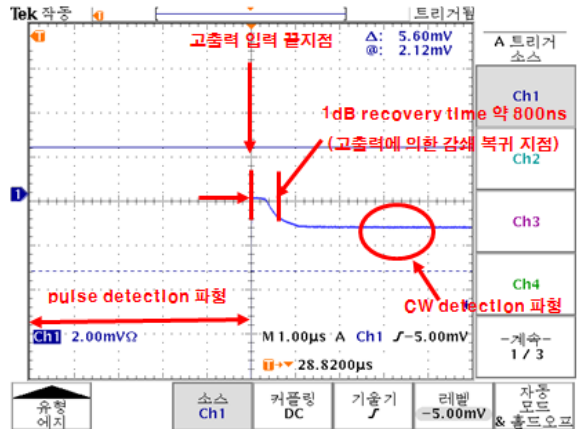 Tek 작동
트리거됨
고출력 입력 끝지점
Δ: 5.60mV
@: 2.12mV
A 트리거
소스
Ch1
1dB recovery time 약 800ns
(고출력에 의한 감쇄 복귀 지점)
Ch2
1
Ch3
Ch4
pulse detection 파형
CW detection 파형
Ch1 2.00mVΩ
M 1.00µs A Ch1 ∫ -5.00mV
28.8200µs
-계속-
1 / 3
유형
에지
소스
Ch1
커플링
DC
기울기
∫
레벨
-5.00mV
자동
모드
& 홀드오프